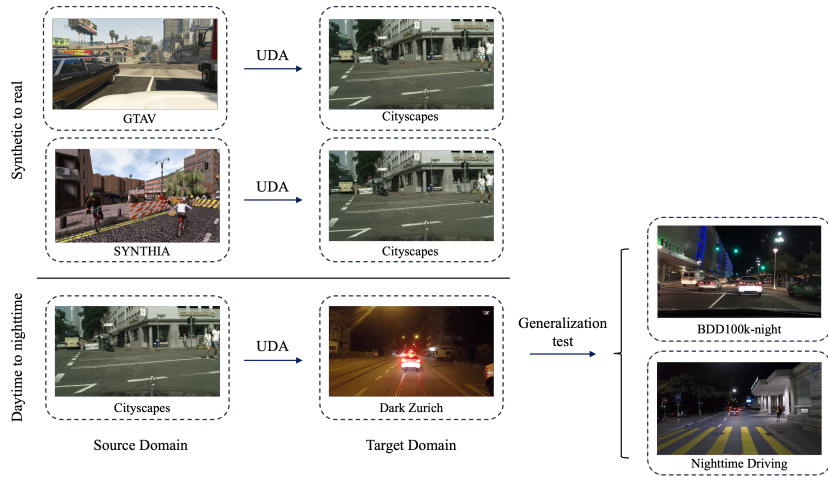 Synthetic to real
GTAV
UDA
Cityscapes
SYNTHIA
UDA
Cityscapes
Daytime to nighttime
Cityscapes
UDA
Dark Zurich
Generalization
test
BDD100k-night
Nighttime Driving
Source Domain
Target Domain